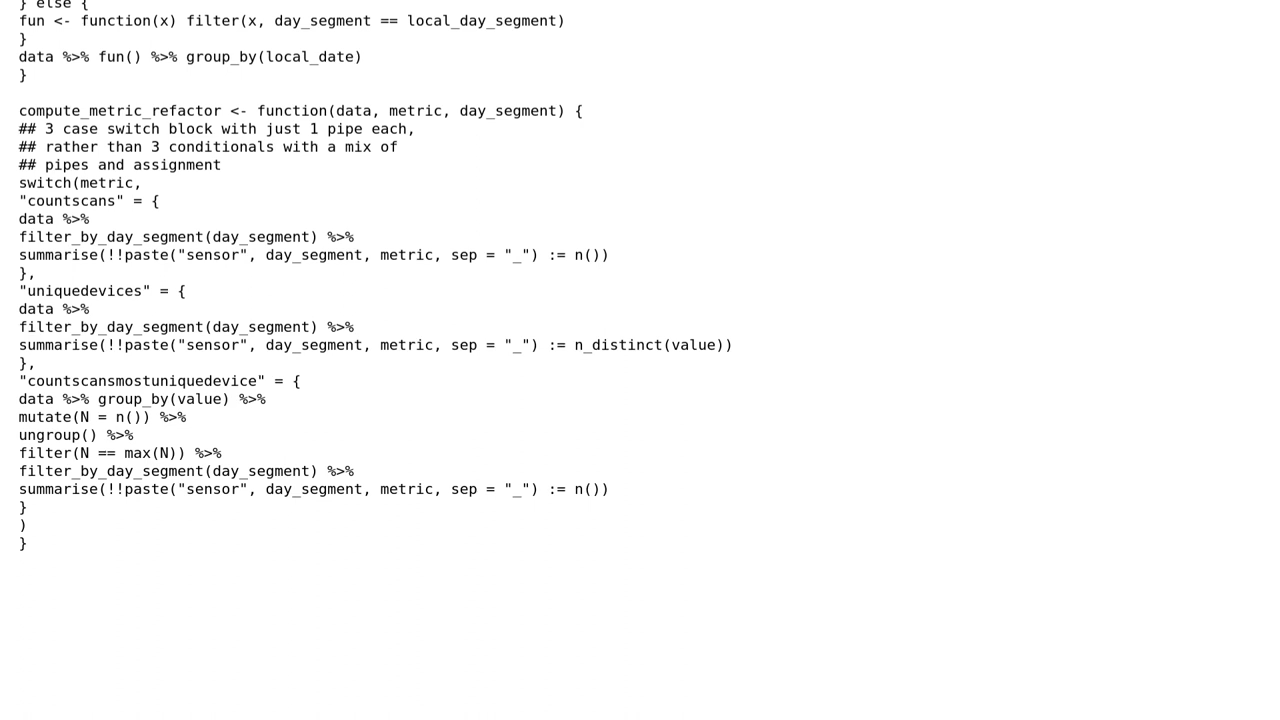 } else {
fun <- function(x) filter(x, day_segment == local_day_segment)
}
data %>% fun() %>% group_by(local_date)
}
compute_metric_refactor <- function(data, metric, day_segment) {
## 3 case switch block with just 1 pipe each,
## rather than 3 conditionals with a mix of
## pipes and assignment
switch(metric,
"countscans" = {
data %>%
filter_by_day_segment(day_segment) %>%
summarise(!!paste("sensor", day_segment, metric, sep = "_") := n())
},
"uniquedevices" = {
data %>%
filter_by_day_segment(day_segment) %>%
summarise(!!paste("sensor", day_segment, metric, sep = "_") := n_distinct(value))
},
"countscansmostuniquedevice" = {
data %>% group_by(value) %>%
mutate(N = n()) %>%
ungroup() %>%
filter(N == max(N)) %>%
filter_by_day_segment(day_segment) %>%
summarise(!!paste("sensor", day_segment, metric, sep = "_") := n())
}
)
}